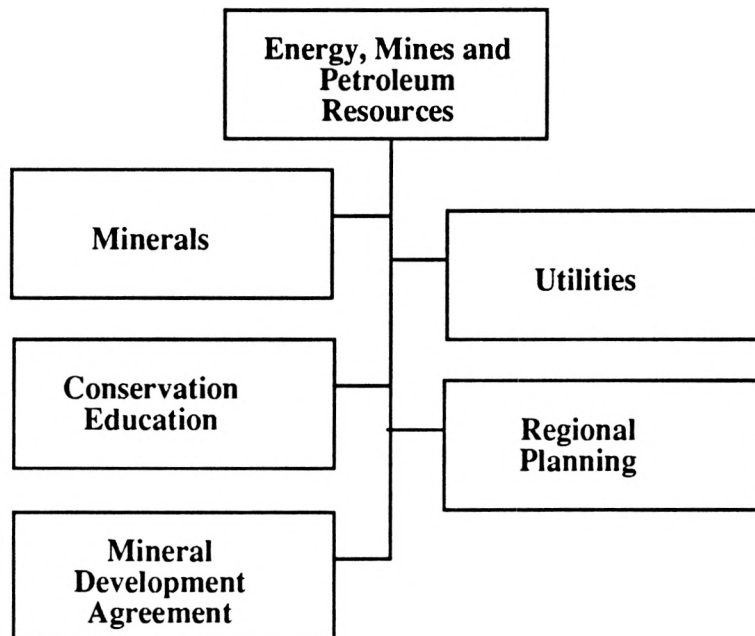 Energy, Mines and
Petroleum
Resources
Minerals
Utilities
Conservation
Education
Regional
Planning
Mineral
Development
Agreement